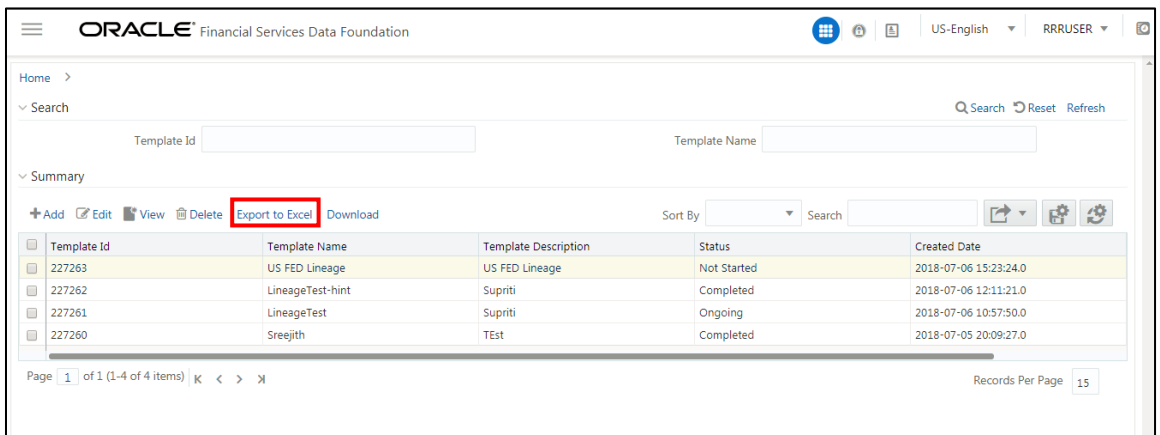 ORACLE® Financial Services Data Foundation US-English RRRUSER
Home >
Search Search Reset Refresh
Template Id Template Name
Summary
Add Edit View Delete Export to Excel Download Sort By Search
Template Id Template Name Template Description Status Created Date
227263 US FED Lineage US FED Lineage Not Started 2018-07-06 15:23:24.0
227262 LineageTest-hint Supriti Completed 2018-07-06 12:11:21.0
227261 LineageTest Supriti Ongoing 2018-07-06 10:57:50.0
227260 Sreejith TEst Completed 2018-07-05 20:09:27.0
Page 1 of 1 (1-4 of 4 items) Records Per Page 15